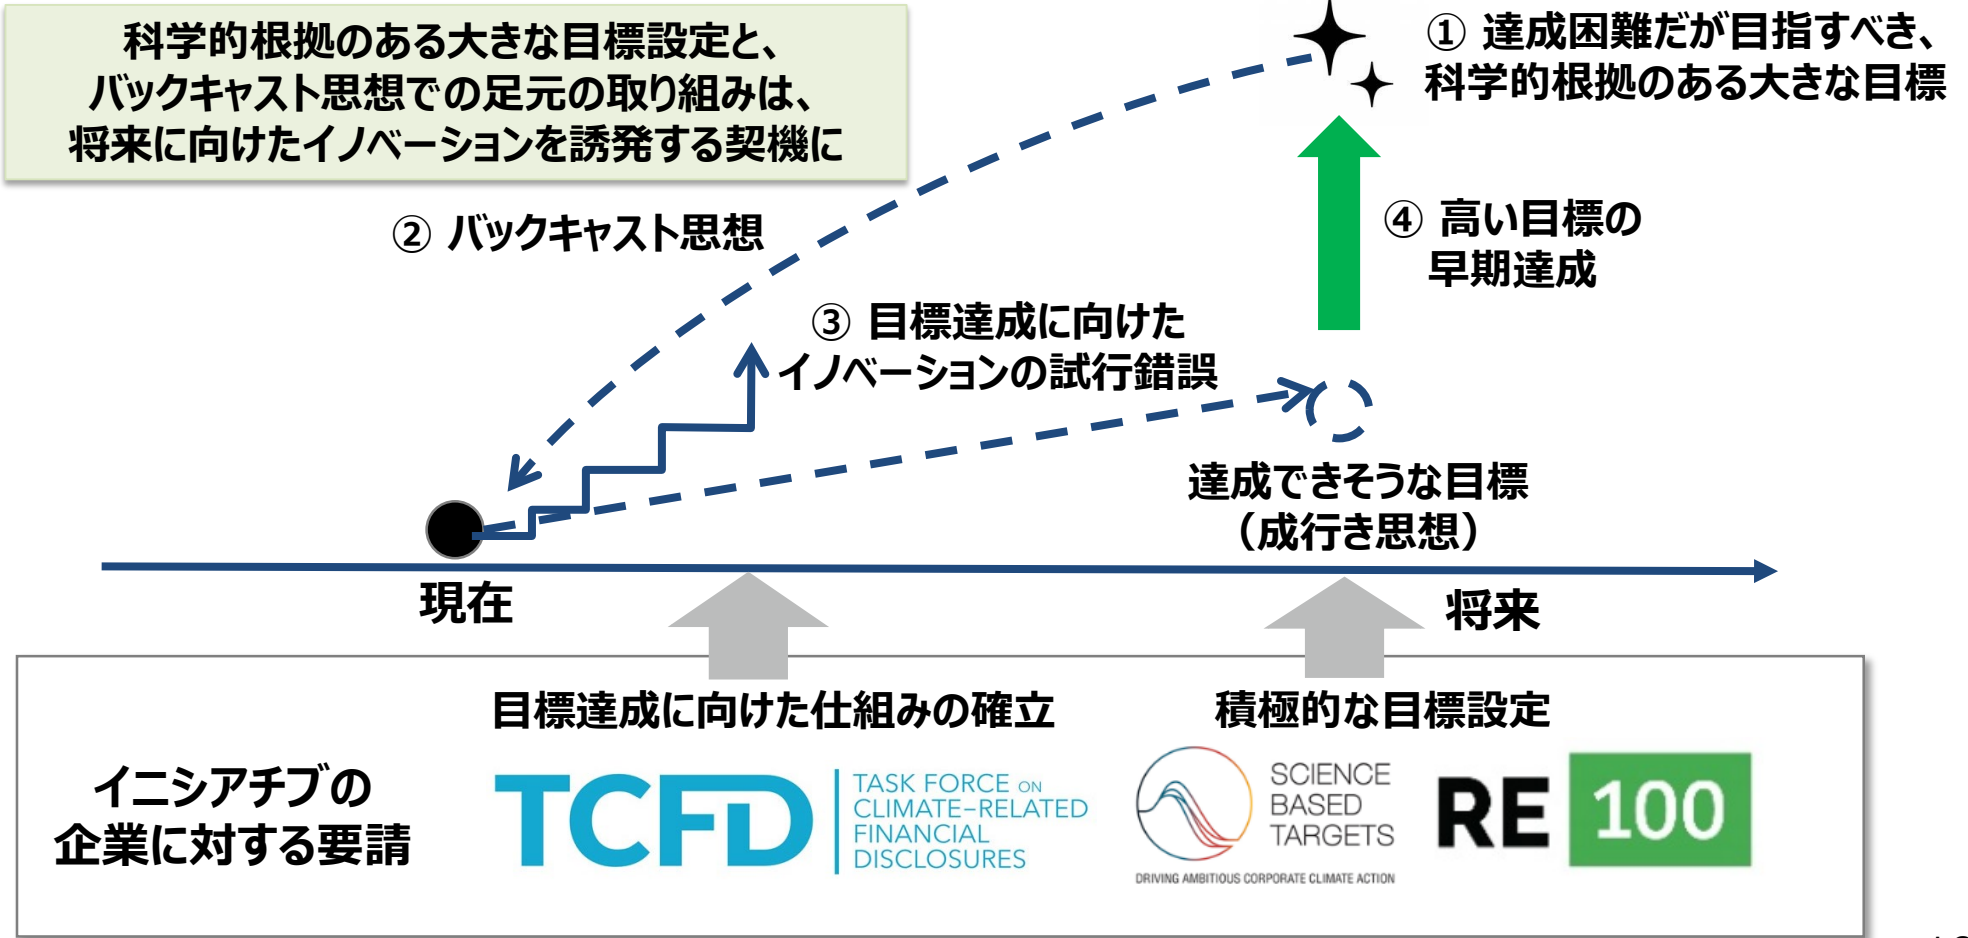 科学的根拠のある大きな目標設定と、
バックキャスト思想での足元の取り組みは、
将来に向けたイノベーションを誘発する契機に
① 達成困難だが目指すべき、
科学的根拠のある大きな目標
② バックキャスト思想
④ 高い目標の
早期達成
③ 目標達成に向けた
イノベーションの試行錯誤
達成できそうな目標
（成行き思想）
現在
将来
目標達成に向けた仕組みの確立
積極的な目標設定
イニシアチブの
企業に対する要請
TCFD
TASK FORCE ON
CLIMATE-RELATED
FINANCIAL
DISCLOSURES
SCIENCE
BASED
TARGETS
DRIVING AMBITIOUS CORPORATE CLIMATE ACTION
RE 100